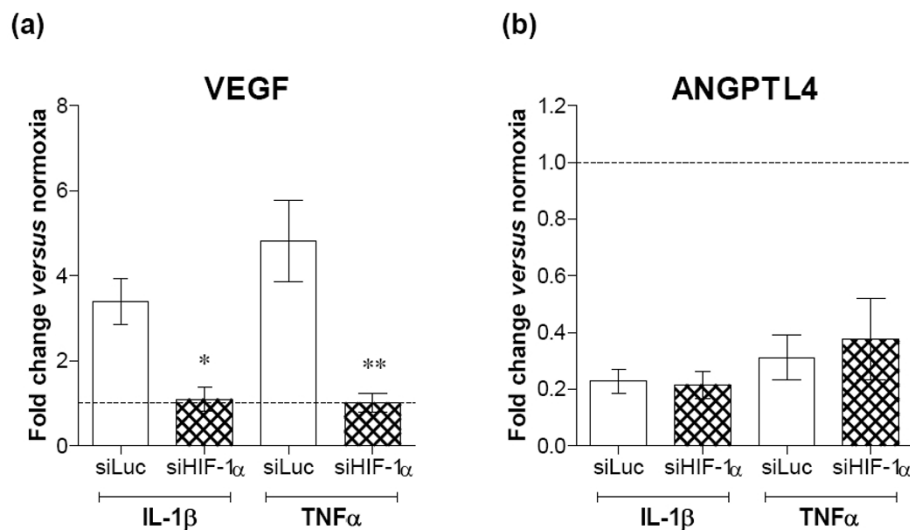 (a)
VEGF
Fold change versus normoxia
8
6
4
2
0
*
**
siLuc siHIF-1α siLuc siHIF-1α
IL-1β TNFα
(b)
ANGPTL4
Fold change versus normoxia
1.2
1.0
0.8
0.6
0.4
0.2
0.0
siLuc siHIF-1α siLuc siHIF-1α
IL-1β TNFα